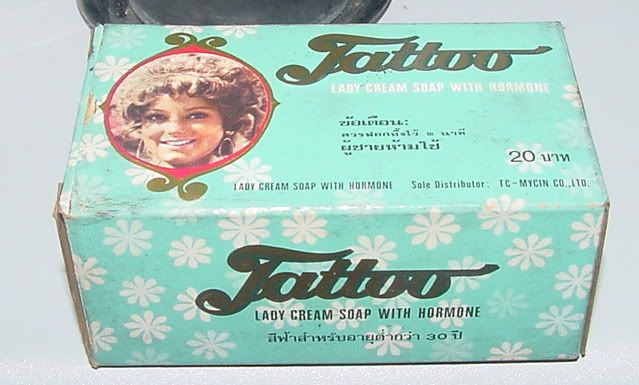 Tattoo
LADY CREAM SOAP WITH HORMONE
ข้อเตือน:
ควรฟอกทิ้งไว้ ๒ นาที
ผู้ชายห้ามใช้
20 บาท
LADY CREAM SOAP WITH HORMONE Sole Distributor: TC-MYCIN CO.,LTD.
Tattoo
LADY CREAM SOAP WITH HORMONE
สีฟ้าสำหรับอายุต่ำกว่า 30 ปี